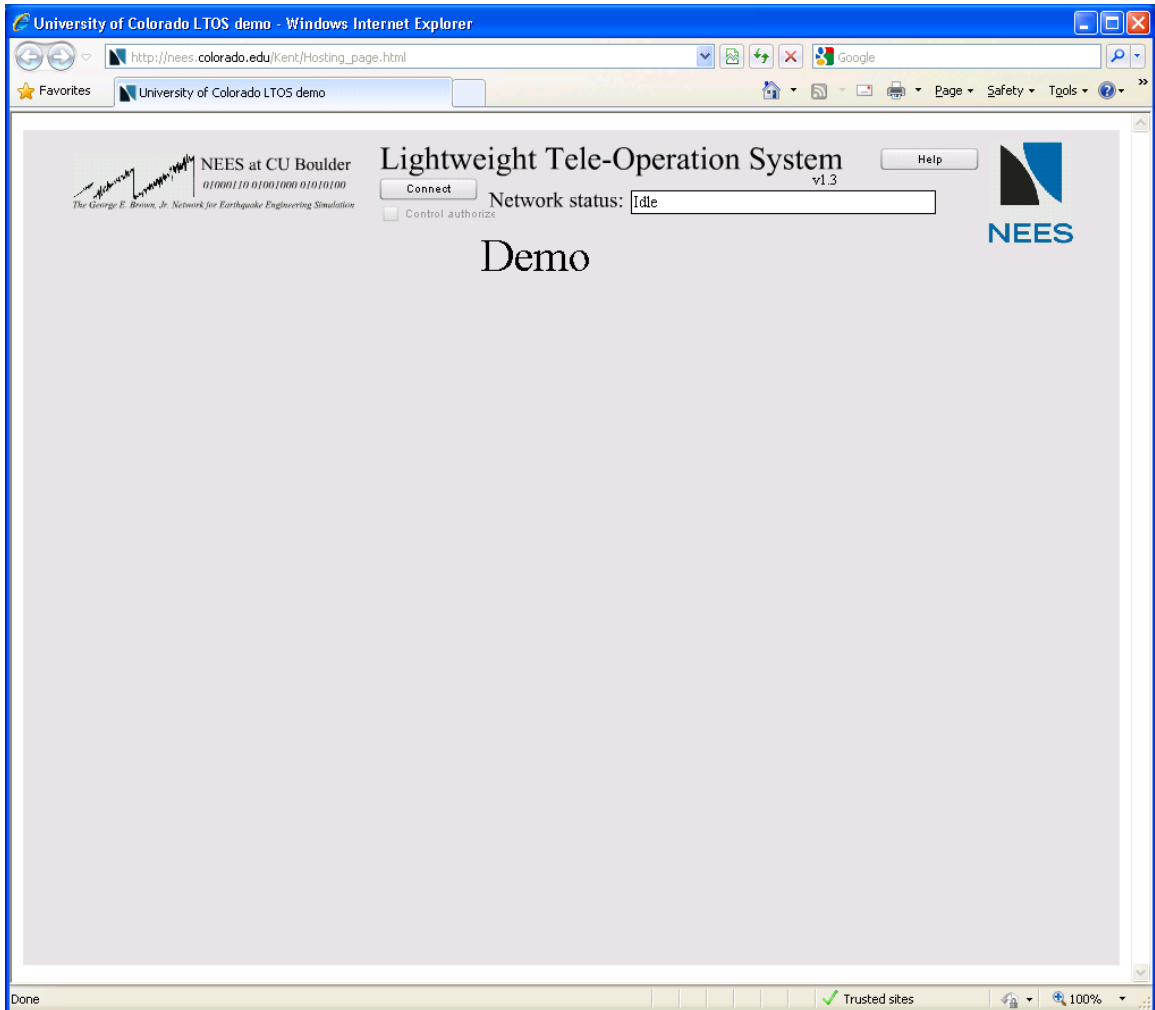 University of Colorado LTOS demo - Windows Internet Explorer
http://nees.colorado.edu/Kent/Hosting_page.html
Google
Favorites
University of Colorado LTOS demo
Page
Safety
Tools
»
NEES at CU Boulder
01000110 01001000 01010100
The George E. Brown, Jr. Network for Earthquake Engineering Simulation
Lightweight Tele-Operation System
v1.3
Help
Connect
Control authorize
Network status: Idle
NEES
Demo
Done
Trusted sites
100%